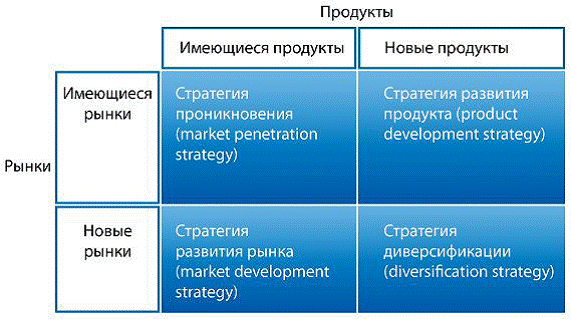 Продукты
Имеющиеся продукты
Новые продукты
Рынки
Имеющиеся
рынки
Стратегия
проникновения
(market penetration
strategy)
Стратегия развития
продукта (product
development strategy)
Новые
рынки
Стратегия
развития рынка
(market development
strategy)
Стратегия
диверсификации
(diversification strategy)